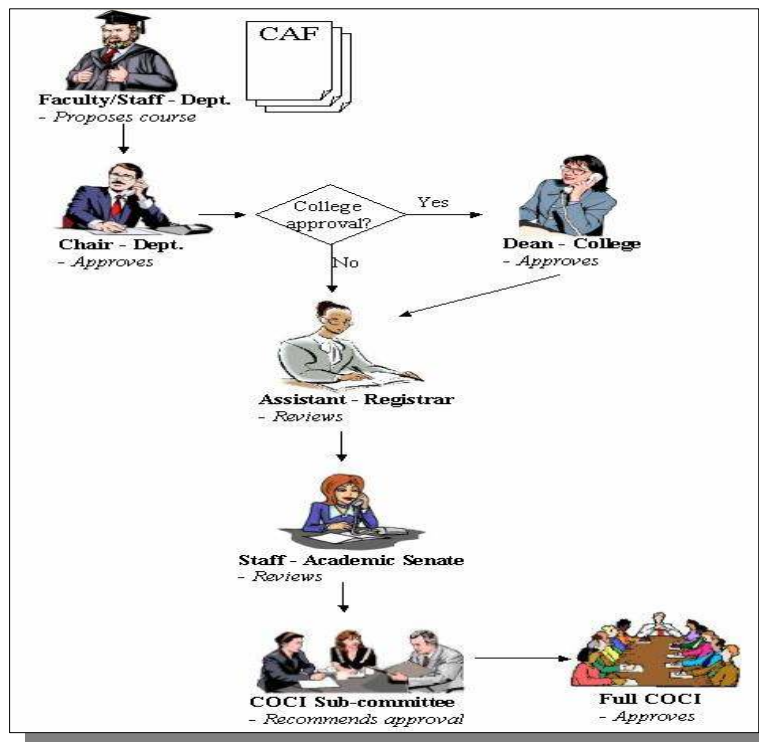 CAF
Faculty/Staff - Dept.
- Proposes course
College
approval?
Yes
No
Chair - Dept.
- Approves
Dean - College
- Approves
Assistant - Registrar
- Reviews
Staff - Academic Senate
- Reviews
COCI Sub-committee
- Recommends approval
Full COCI
- Approves